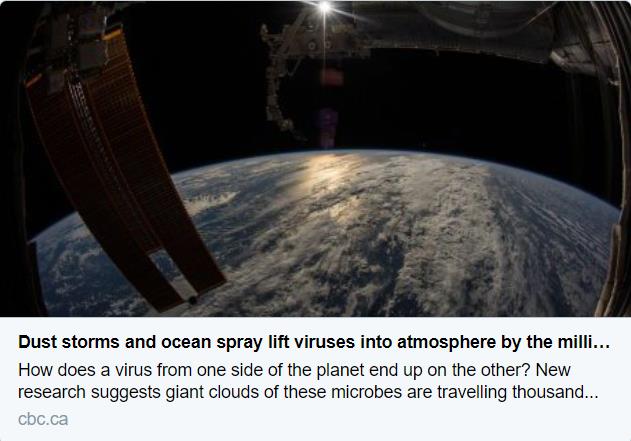 Dust storms and ocean spray lift viruses into atmosphere by the milli...
How does a virus from one side of the planet end up on the other? New
research suggests giant clouds of these microbes are travelling thousand...
cbc.ca